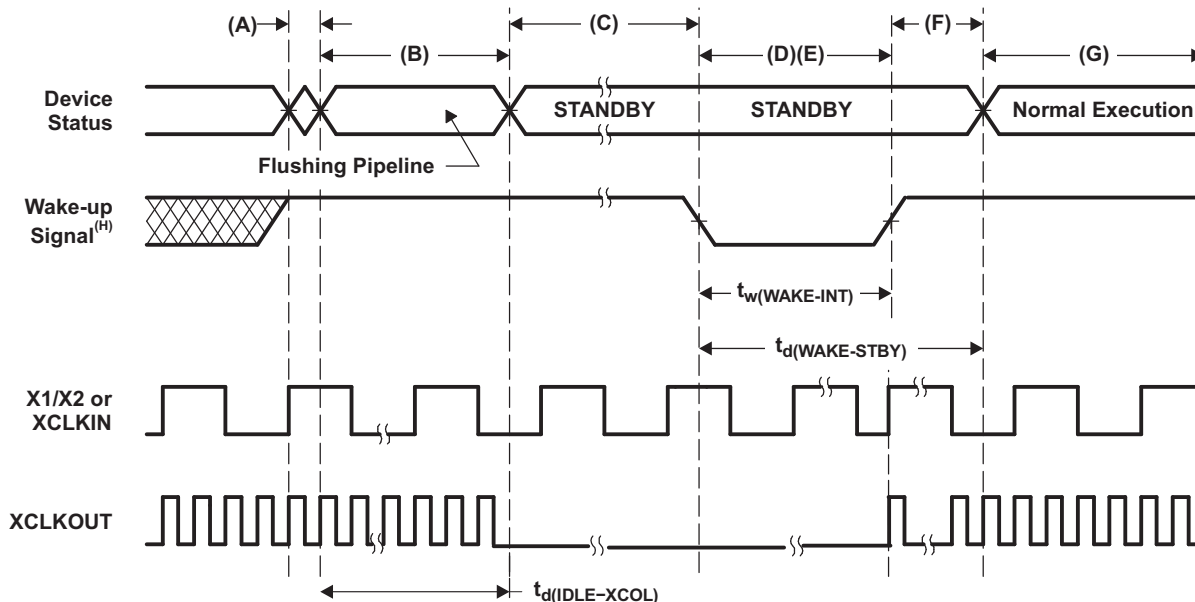 (A)
(C)
(F)
(B)
(D)(E)
(G)
Device
Status
STANDBY
STANDBY
Normal Execution
Flushing Pipeline
Wake-up
Signal(H)
tw(WAKE-INT)
td(WAKE-STBY)
X1/X2 or
XCLKIN
XCLKOUT
td(IDLE−XCOL)